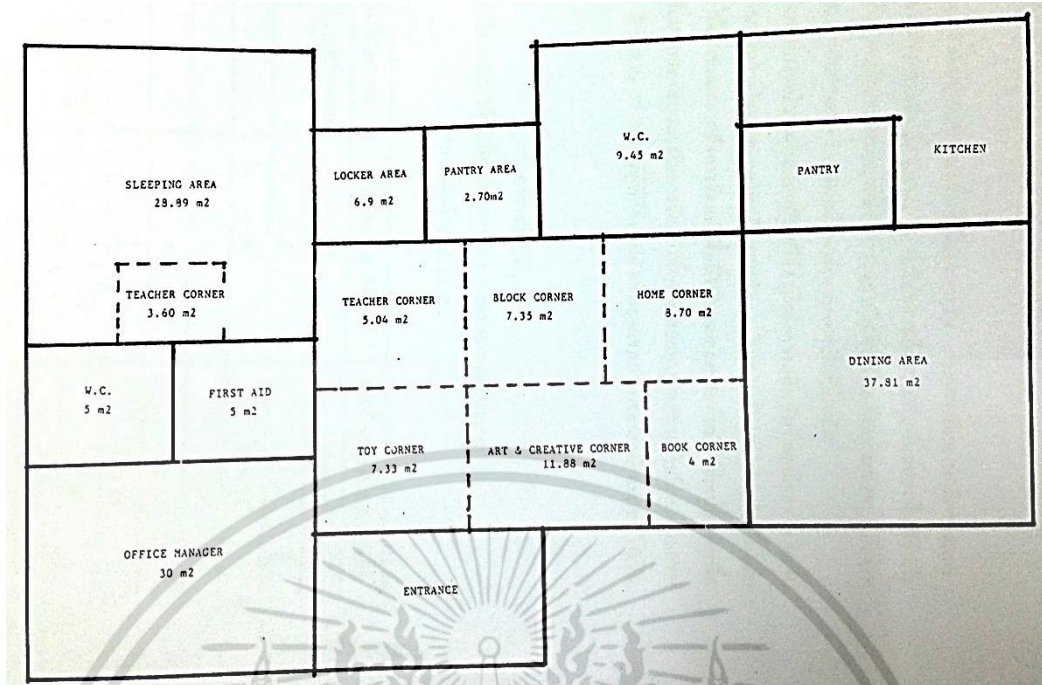 SLEEPING AREA
28.89 m2
TEACHER CORNER
3.60 m2
LOCKER AREA
6.9 m2
PANTRY AREA
2.70m2
W.C.
9.45 m2
PANTRY
KITCHEN
TEACHER CORNER
5.04 m2
BLOCK CORNER
7.35 m2
HOME CORNER
8.70 m2
DINING AREA
37.81 m2
W.C.
5 m2
FIRST AID
5 m2
TOY CORNER
7.33 m2
ART & CREATIVE CORNER
11.88 m2
BOOK CORNER
4 m2
OFFICE MANAGER
30 m2
ENTRANCE